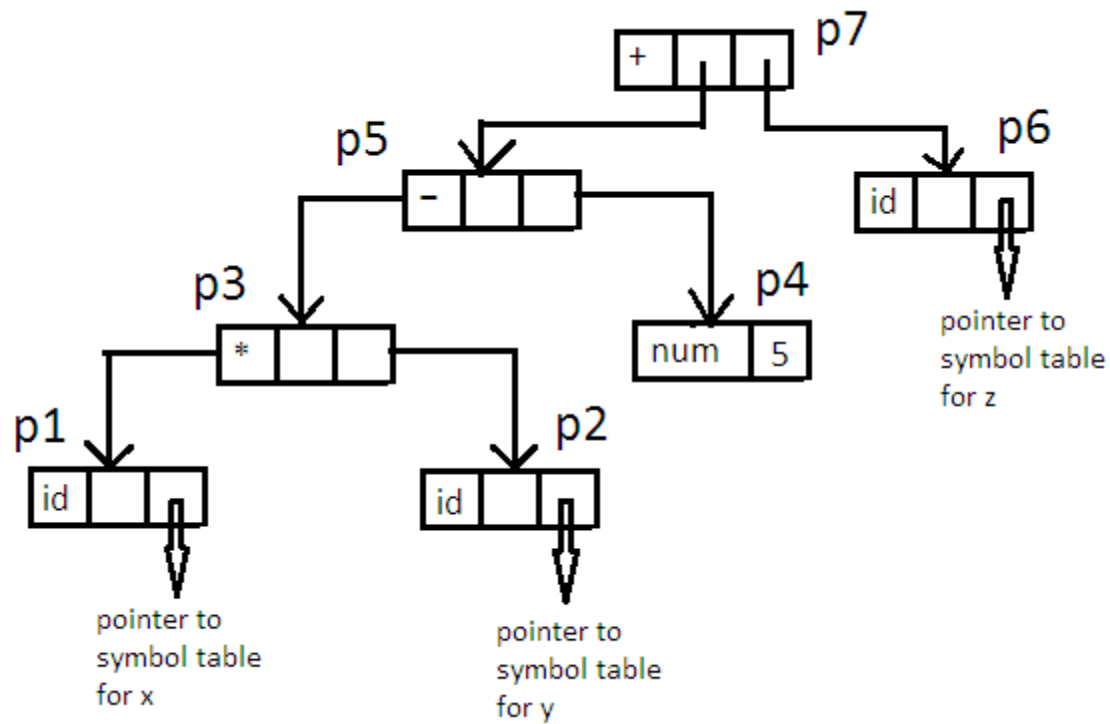 p7
+
p5
p6
-
id
p3
p4
*
num 5
pointer to
symbol table
for z
p1
p2
id
id
pointer to
symbol table
for x
pointer to
symbol table
for y